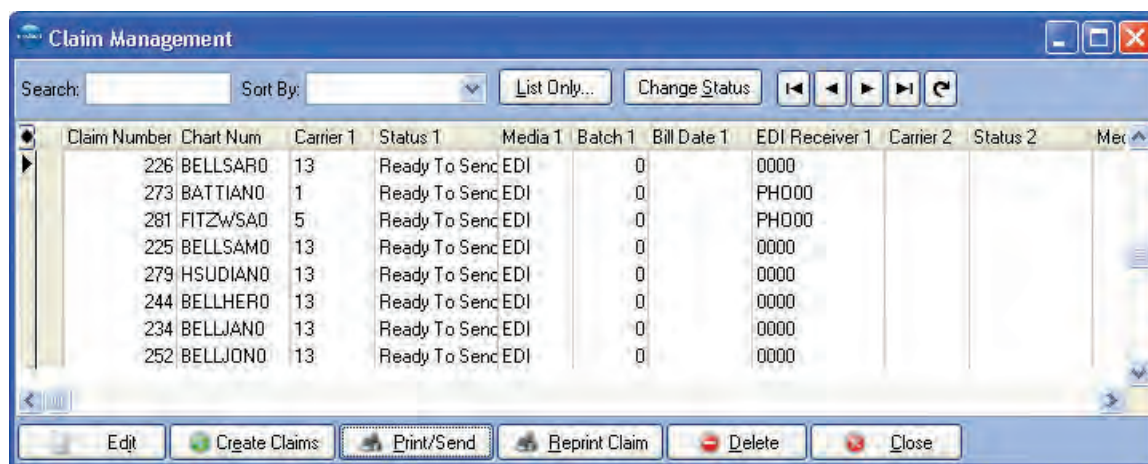 Claim Management
Search: Sort By: List Only... Change Status
Claim Number Chart Num Carrier 1 Status 1 Media 1 Batch 1 Bill Date 1 EDI Receiver 1 Carrier 2 Status 2 Mec
226 BELLSAR0 13 Ready To Senc EDI 0 0000
273 BATTIAN0 1 Ready To Senc EDI 0 PHO00
281 FITZWSA0 5 Ready To Senc EDI 0 PHO00
225 BELLSAM0 13 Ready To Senc EDI 0 0000
279 HSUDIAN0 13 Ready To Senc EDI 0 0000
244 BELLHER0 13 Ready To Senc EDI 0 0000
234 BELLJAN0 13 Ready To Senc EDI 0 0000
252 BELLJON0 13 Ready To Senc EDI 0 0000
Edit Create Claims Print/Send Reprint Claim Delete Close